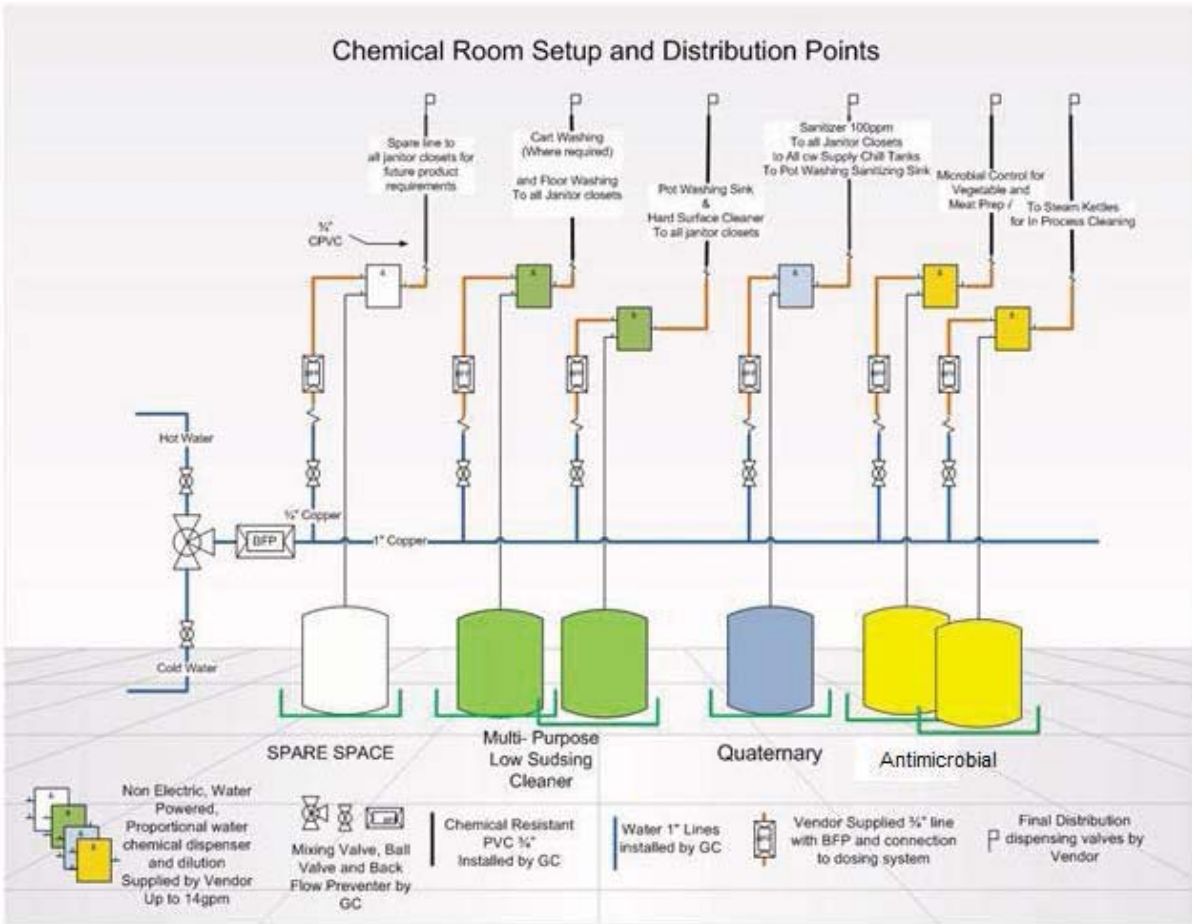 Chemical Room Setup and Distribution Points
Spare line to
all janitor closets for
future product
requirements
Cart Washing
(Where required)
and Floor Washing
To all Janitor closets
Pot Washing Sink
&
Hard Surface Cleaner
To all janitor closets
Sanitizer 100ppm
To all Janitor Closets
to All cw Supply Chill Tanks
To Pot Washing Sanitizing Sink
Microbial Control for
Vegetable and
Meat Prep /
To Steam Kettles
for In Process Cleaning
¾"
CPVC
A
A
B
A
A
B
BFP
BFP
BFP
BFP
BFP
BFP
Hot Water
¾" Copper
BFP
1" Copper
Cold Water
SPARE SPACE
Multi- Purpose
Low Sudsing
Cleaner
Quaternary
Antimicrobial
Non Electric, Water
Powered,
Proportional water
chemical dispenser
and dilution
Supplied by Vendor
Up to 14gpm
Mixing Valve, Ball
Valve and Back
Flow Preventer by
GC
Chemical Resistant
PVC ¾"
Installed by GC
Water 1" Lines
installed by GC
Vendor Supplied ¾" line
with BFP and connection
to dosing system
Final Distribution
dispensing valves by
Vendor